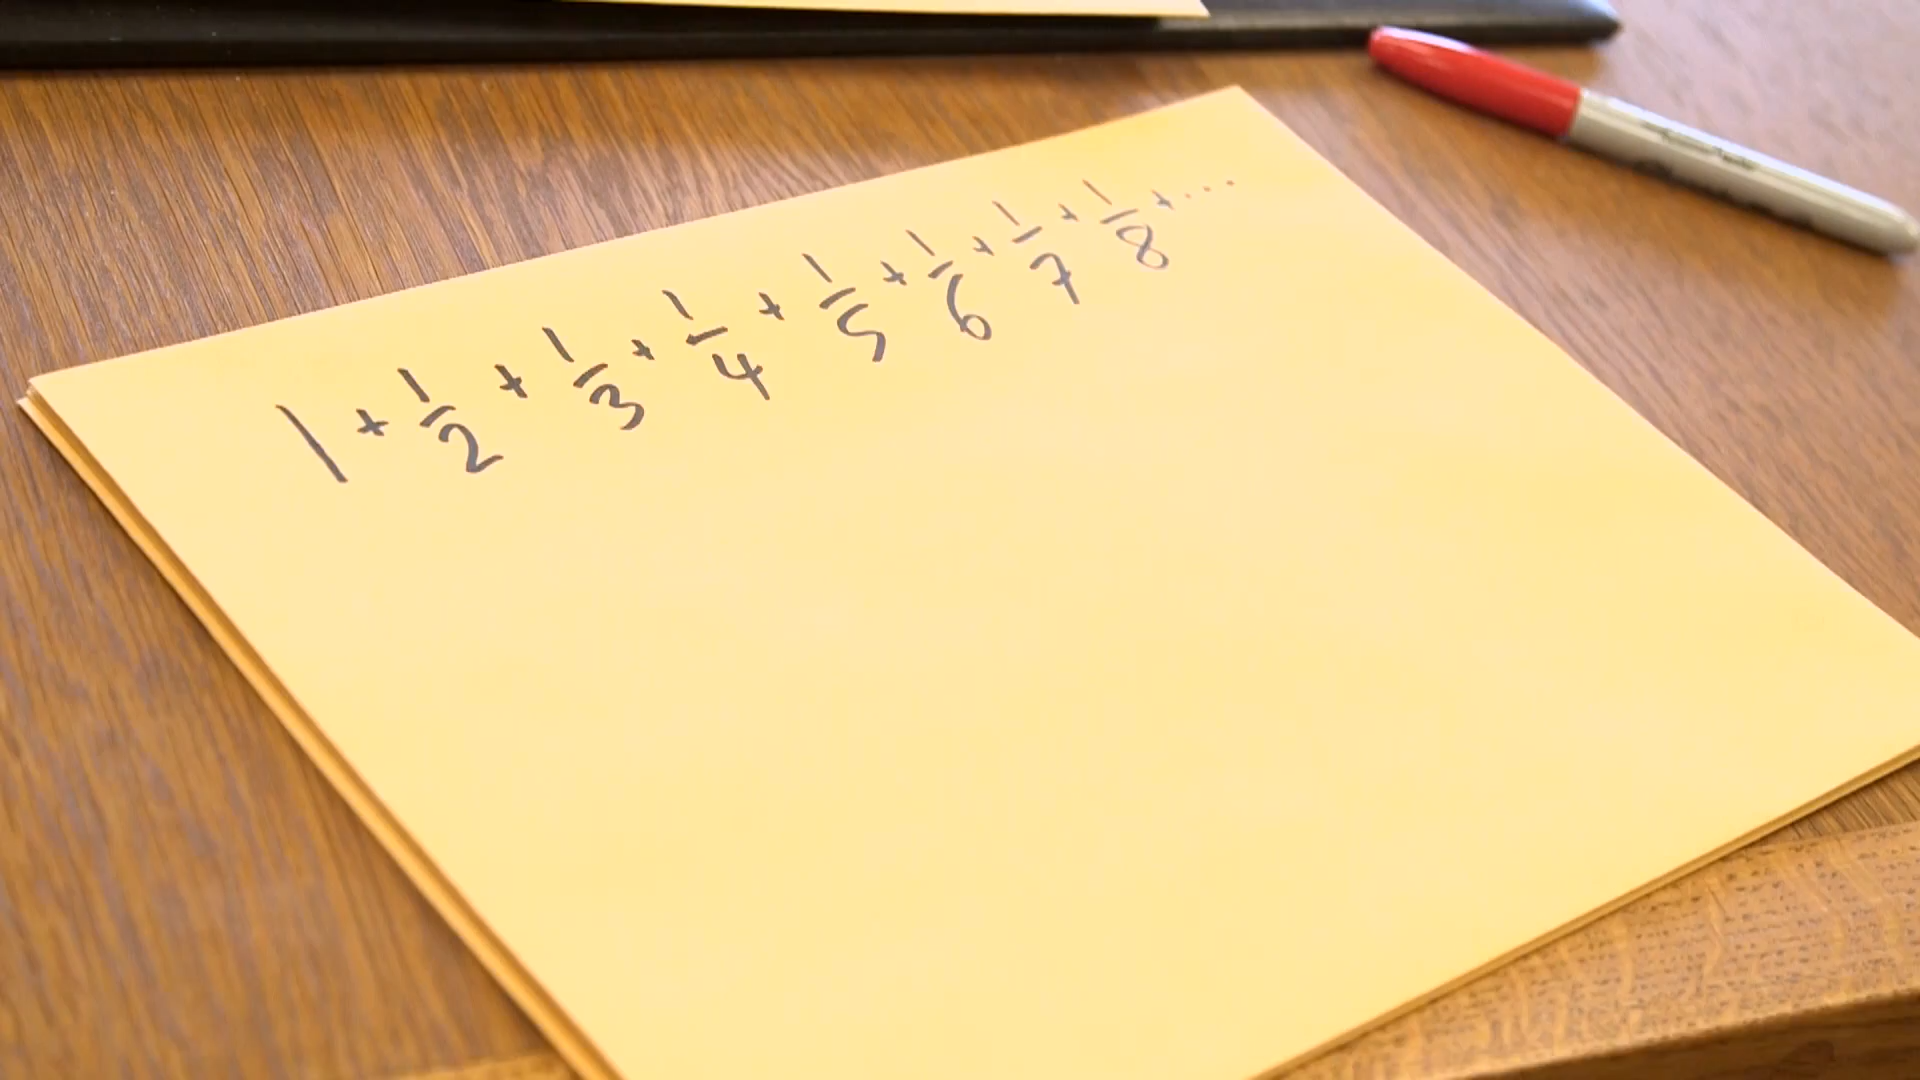 1 + 1/2 + 1/3 + 1/4 + 1/5 + 1/6 + 1/7 + 1/8 + ...